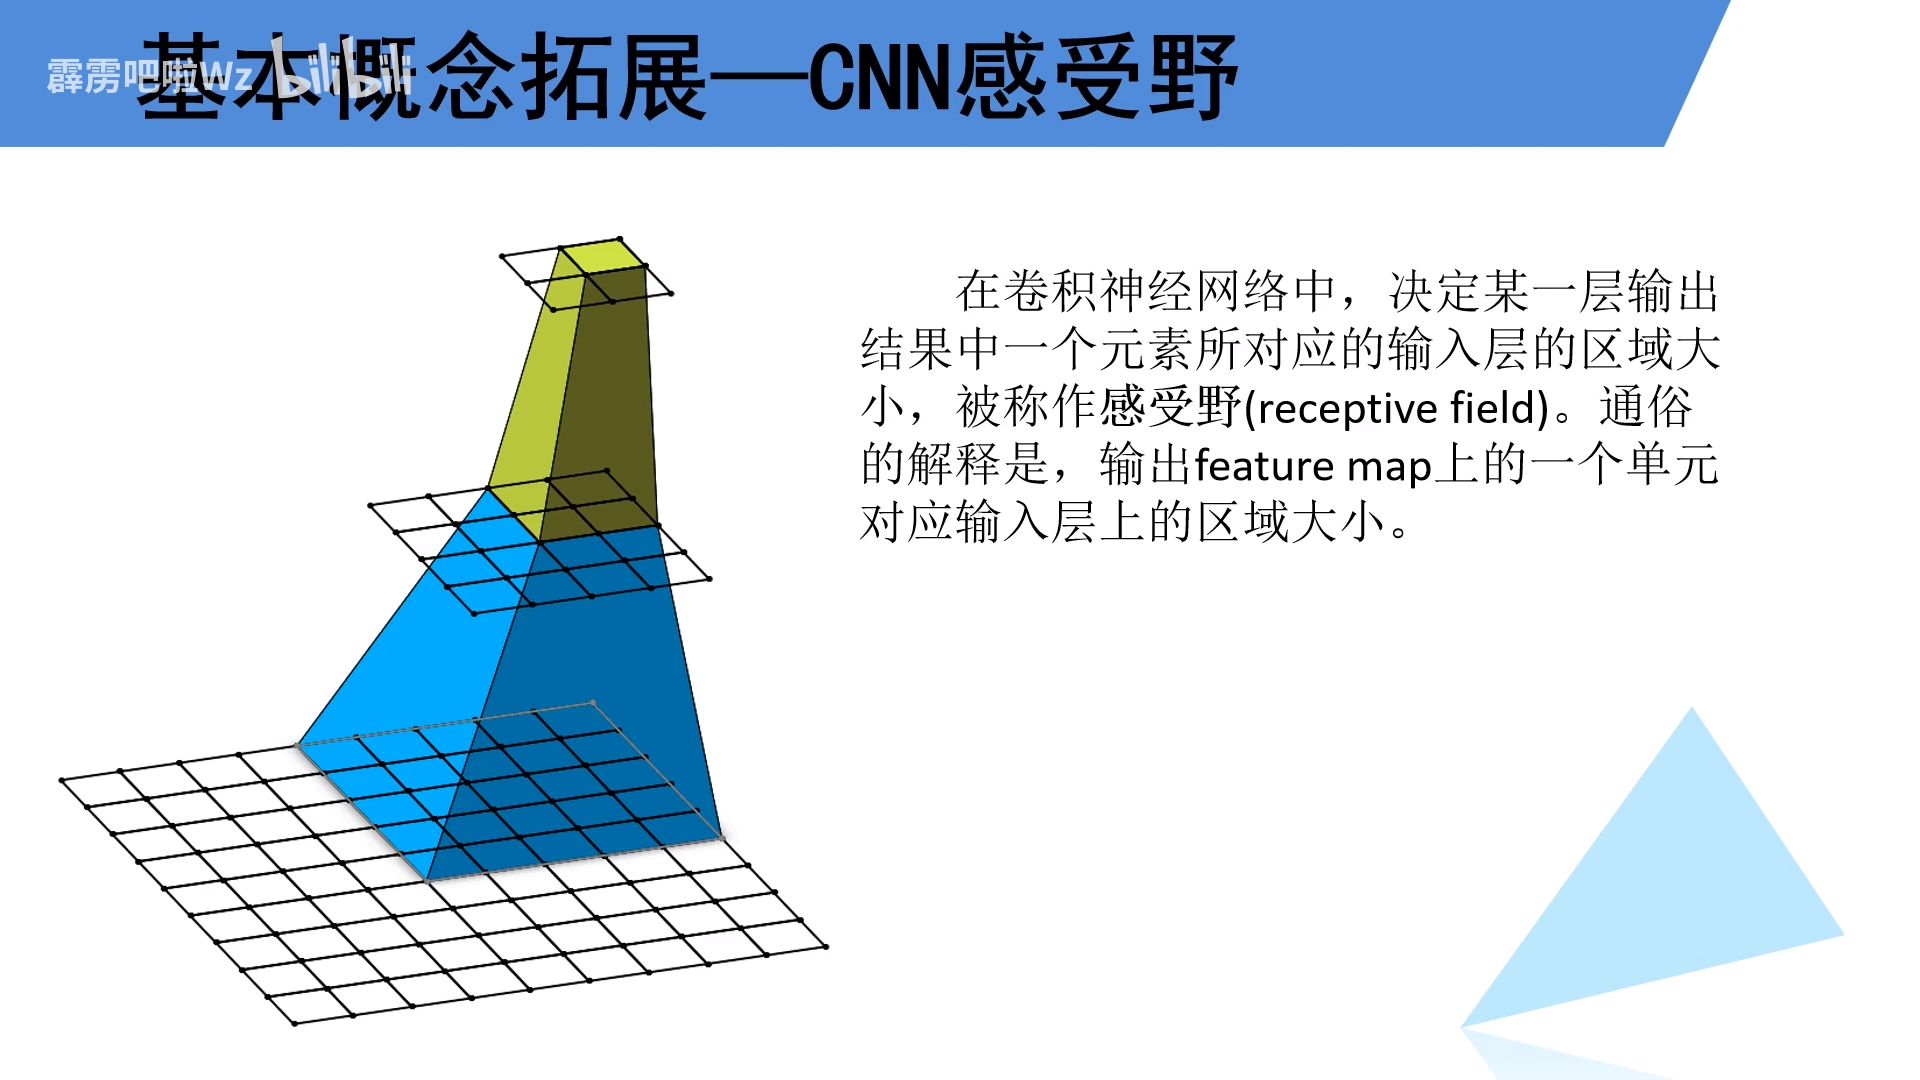 基本概念拓展—CNN感受野
霹雳吧啦Wz bilibili
在卷积神经网络中，决定某一层输出
结果中一个元素所对应的输入层的区域大
小，被称作感受野(receptive field)。通俗
的解释是，输出feature map上的一个单元
对应输入层上的区域大小。